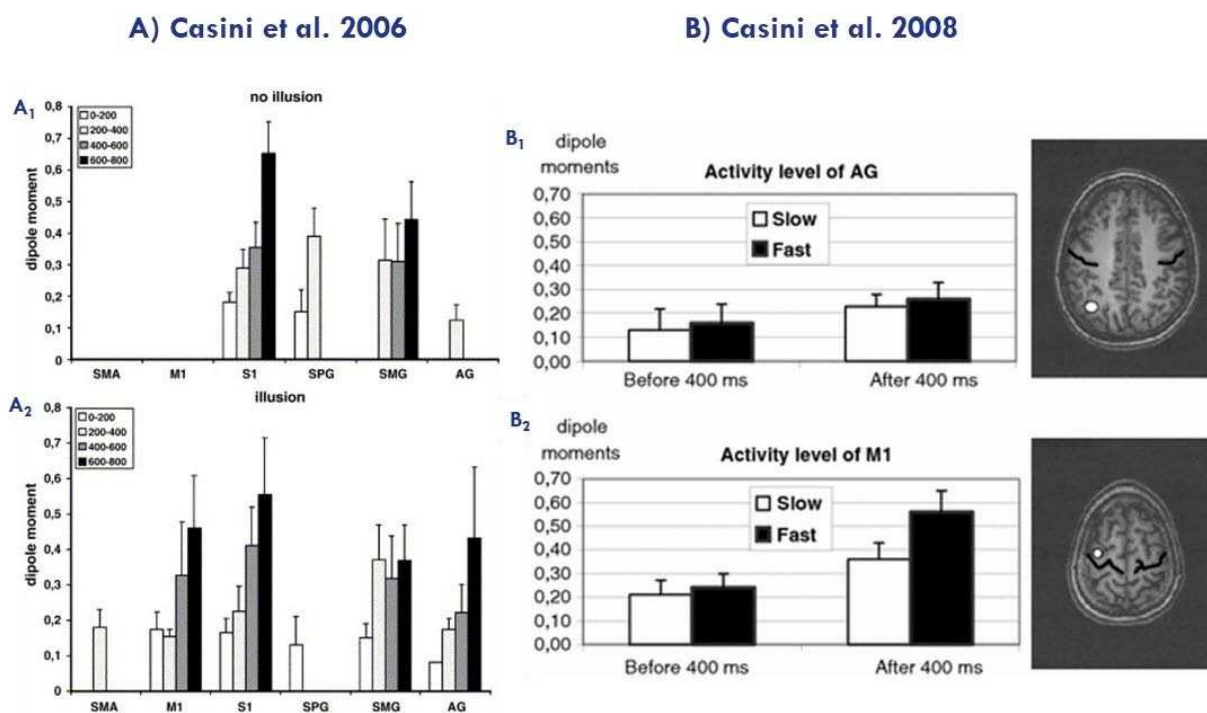 A) Casini et al. 2006
B) Casini et al. 2008
A1
no illusion
0,8
0,7
0,6
0,5
0,4
0,3
0,2
0,1
0
dipole moment
0-200
200-400
400-600
600-800
SMA M1 S1 SPG SMG AG
A2
illusion
0,8
0,7
0,6
0,5
0,4
0,3
0,2
0,1
0
dipole moment
0-200
200-400
400-600
600-800
SMA M1 S1 SPG SMG AG
B1
dipole
moments
Activity level of AG
0,70
0,60
0,50
0,40
0,30
0,20
0,10
0,00
Slow
Fast
Before 400 ms After 400 ms
B2
dipole
moments
Activity level of M1
0,70
0,60
0,50
0,40
0,30
0,20
0,10
0,00
Slow
Fast
Before 400 ms After 400 ms